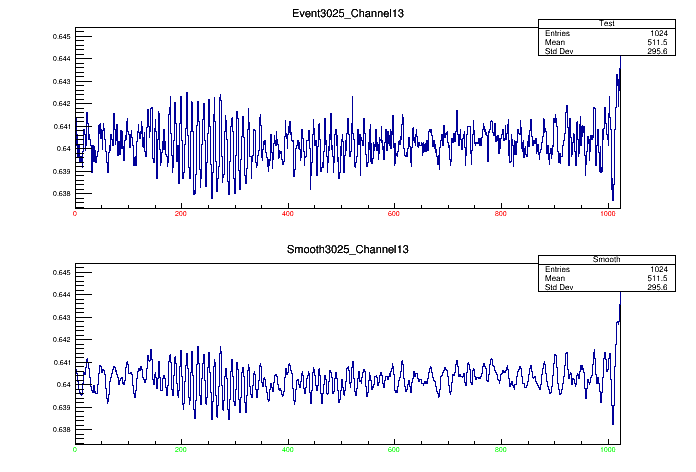 Event3025_Channel13
Test
Entries 1024
Mean 511.5
Std Dev 295.6
0.645
0.644
0.643
0.642
0.641
0.64
0.639
0.638
0 200 400 600 800 1000
Smooth3025_Channel13
Smooth
Entries 1024
Mean 511.5
Std Dev 295.6
0.645
0.644
0.643
0.642
0.641
0.64
0.639
0.638
0 200 400 600 800 1000